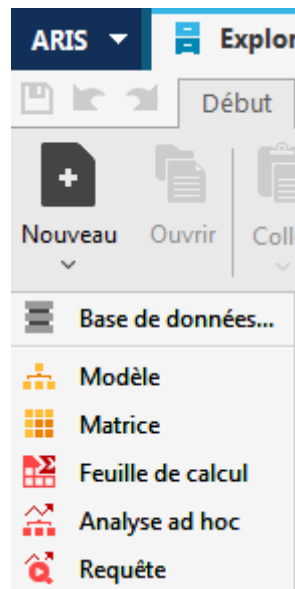 ARIS Explor
Début
Nouveau Ouvrir Coll
Base de données...
Modèle
Matrice
Feuille de calcul
Analyse ad hoc
Requête